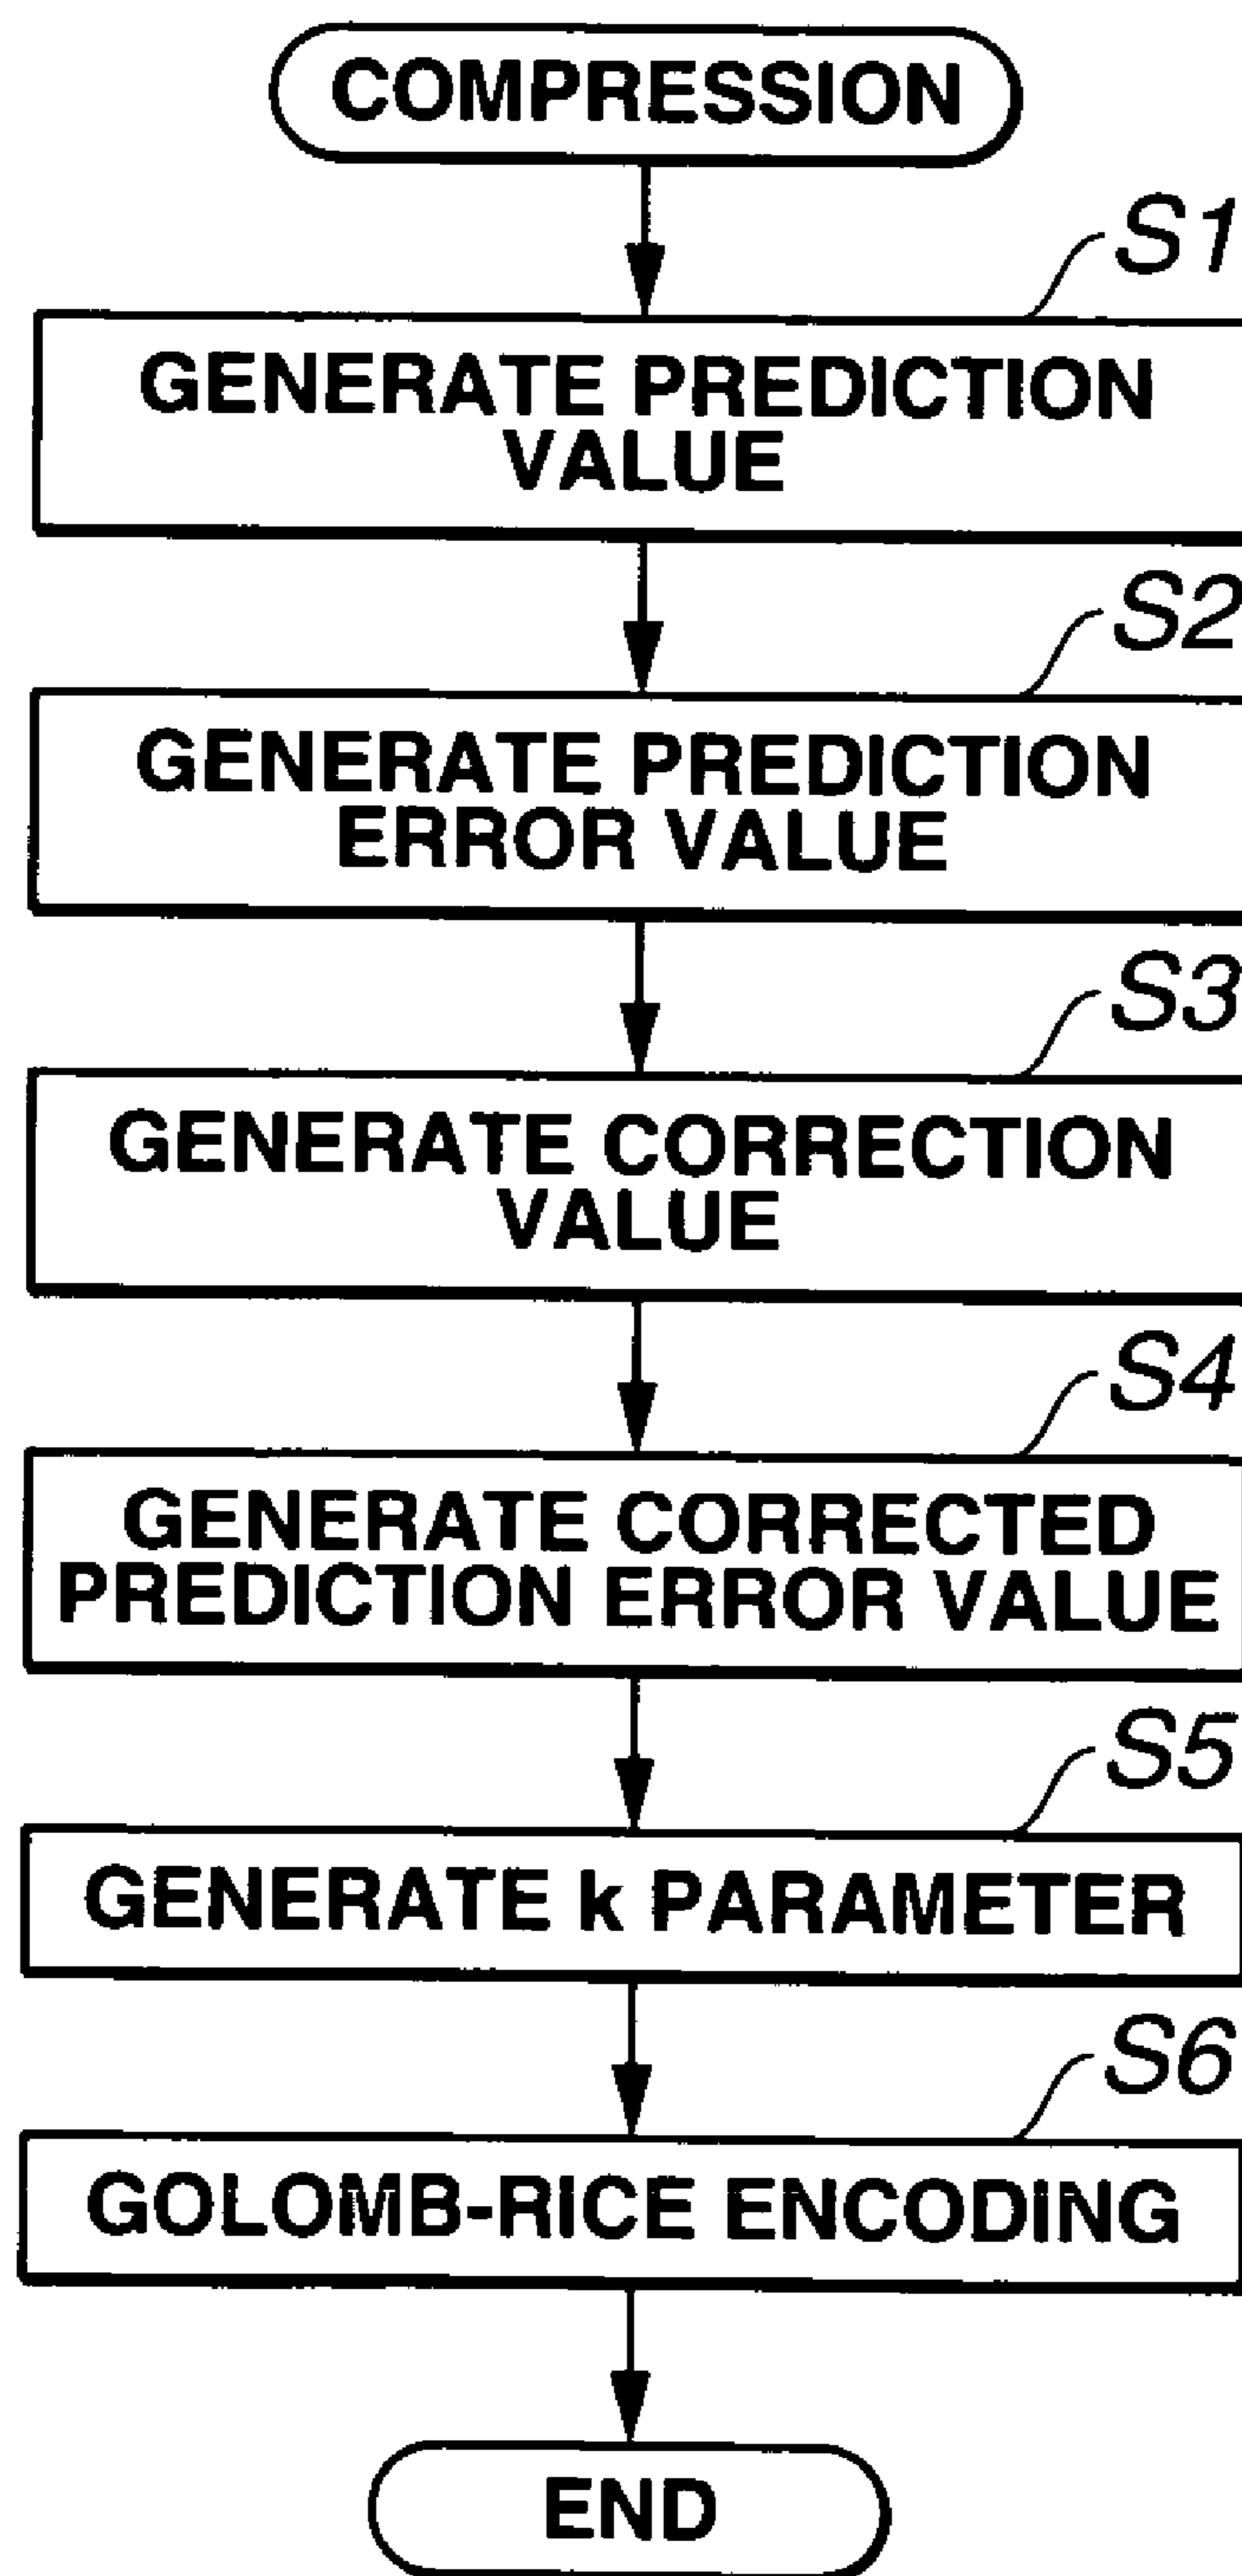 COMPRESSION
S1
GENERATE PREDICTION
VALUE
S2
GENERATE PREDICTION
ERROR VALUE
S3
GENERATE CORRECTION
VALUE
S4
GENERATE CORRECTED
PREDICTION ERROR VALUE
S5
GENERATE k PARAMETER
S6
GOLOMB-RICE ENCODING
END